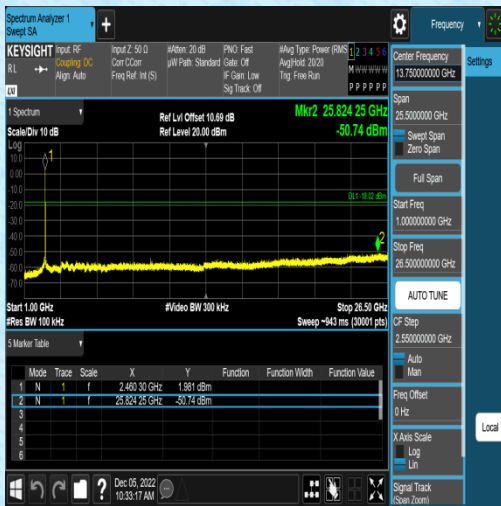 Spectrum Analyzer 1
Swept SA
+
Frequency
KEYSIGHT
Input: RF
Coupling: DC
Align: Auto
Input Z: 50 Ω
Corr CCorr
Freq Ref: Int (S)
#Atten: 20 dB
µW Path: Standard
PNO: Fast
Gate: Off
IF Gain: Low
Sig Track: Off
#Avg Type: Power (RMS
Avg|Hold: 20/20
Trig: Free Run
1 2 3 4 5 6
M W W W W W
P P P P P P
RL
LXI
Center Frequency
13.750000000 GHz
Settings
Span
25.5000000 GHz
Swept Span
Zero Span
Full Span
Start Freq
1.000000000 GHz
Stop Freq
26.500000000 GHz
AUTO TUNE
CF Step
2.550000000 GHz
Auto
Man
Freq Offset
0 Hz
X Axis Scale
Log
Lin
Signal Track
(Span Zoom)
Local
1 Spectrum
Scale/Div 10 dB
Ref Lvl Offset 10.69 dB
Ref Level 20.00 dBm
Mkr2 25.824 25 GHz
-50.74 dBm
Log
10.0
0.00
-10.0
-20.0
-30.0
-40.0
-50.0
-60.0
-70.0
1
DL1 -18.02 dBm
2
Start 1.00 GHz
#Res BW 100 kHz
#Video BW 300 kHz
Stop 26.50 GHz
Sweep ~943 ms (30001 pts)
5 Marker Table
Mode Trace Scale X Y Function Function Width Function Value
1 N 1 f 2.460 30 GHz 1.981 dBm
2 N 1 f 25.824 25 GHz -50.74 dBm
3
4
5
6
?
Dec 05, 2022
10:33:17 AM